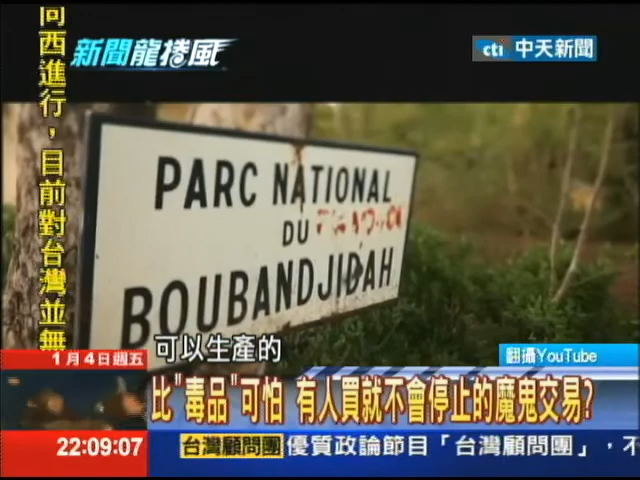 向西進行，目前對台灣並無
新聞龍捲風
cti 中天新聞
PARC NATIONAL
DU
BOUBANDJIDAH
可以生產的
翻攝YouTube
1月4日週五
比"毒品"可怕 有人買就不會停止的魔鬼交易?
22:09:07
台灣顧問團 優質政論節目「台灣顧問團」，不